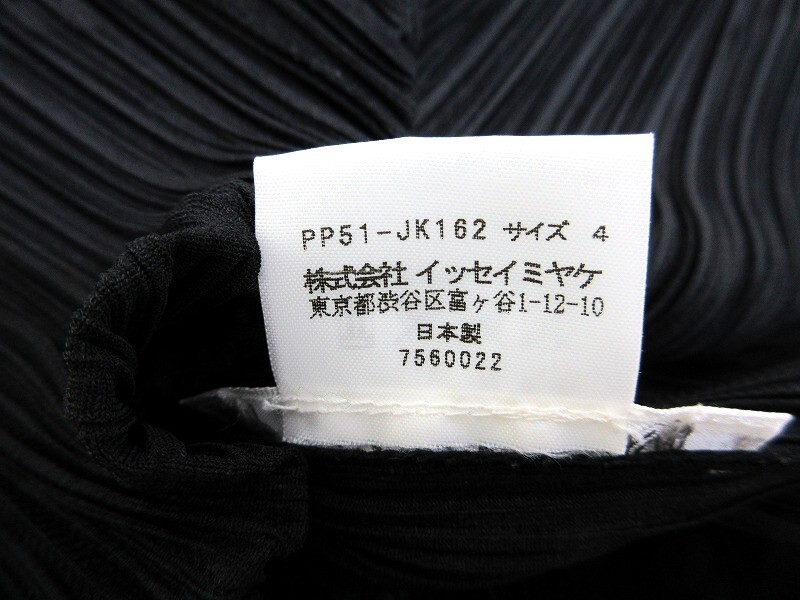 PP51-JK162 サイズ 4
株式会社 イッセイミヤケ
東京都渋谷区富ヶ谷1-12-10
日本製
7560022